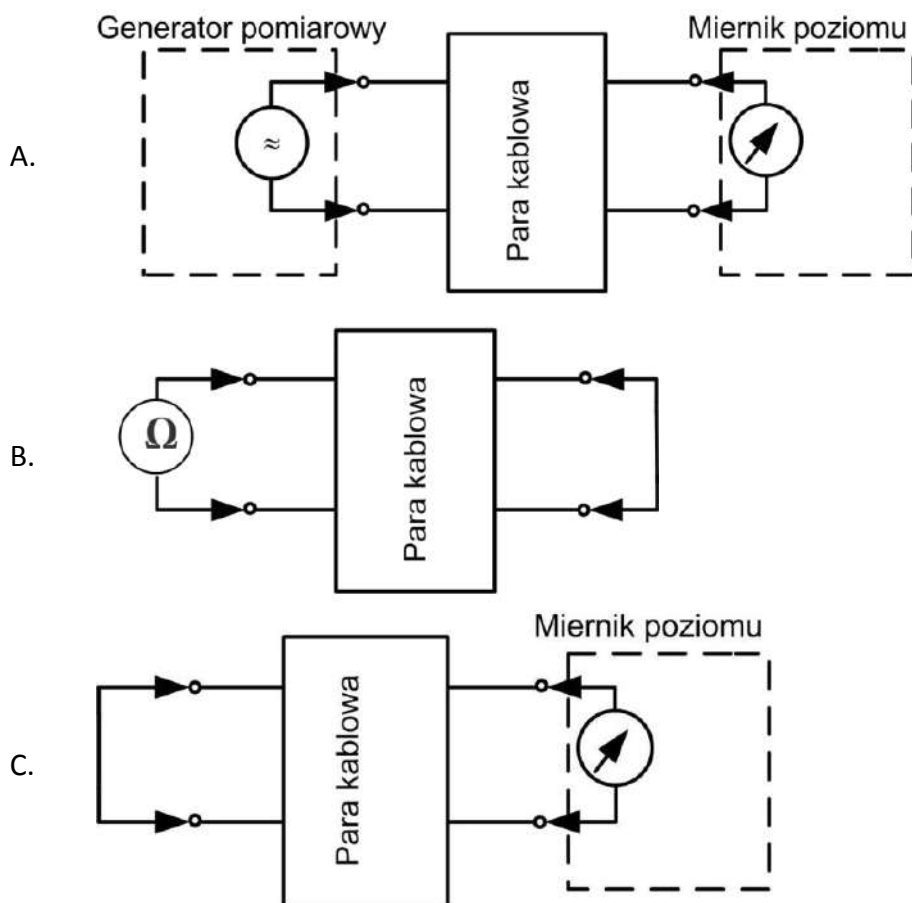 Generator pomiarowy
Miernik poziomu
A.
≈
Para kablowa
B.
Ω
Para kablowa
Miernik poziomu
C.
Para kablowa